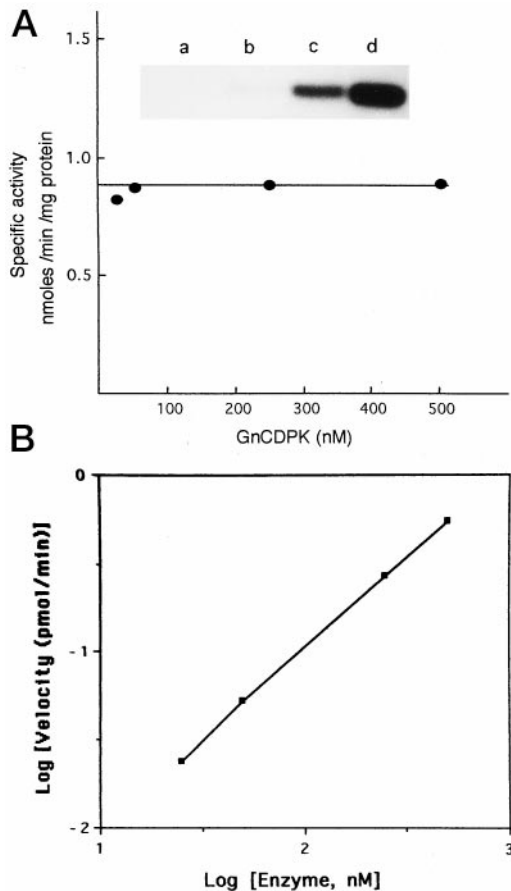 A
1.5
1.0
0.5
a b c d
Specific activity
nmoles /min /mg protein
100 200 300 400 500
GnCDPK (nM)
B
0
-1
-2
Log [Velocity (pmol/min)]
1 2 3
Log [Enzyme, nM]